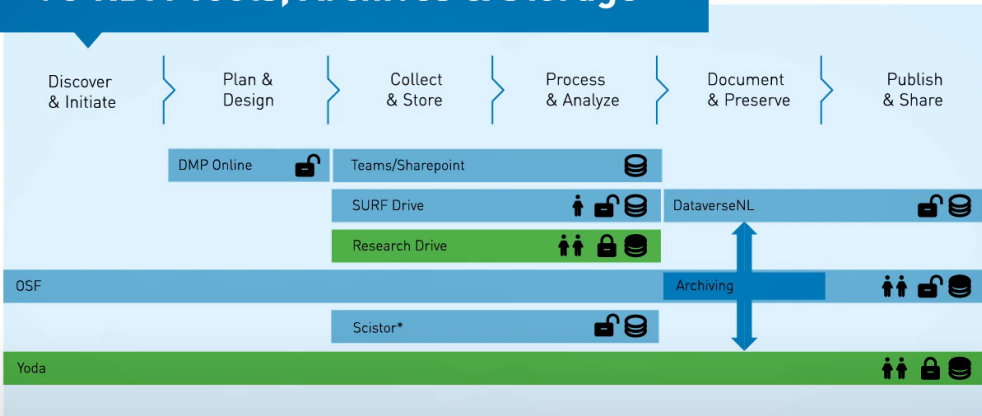 Discover
& Initiate
Plan &
Design
Collect
& Store
Process
& Analyze
Document
& Preserve
Publish
& Share
DMP Online
Teams/Sharepoint
SURF Drive
DataverseNL
Research Drive
OSF
Archiving
Scistor*
Yoda